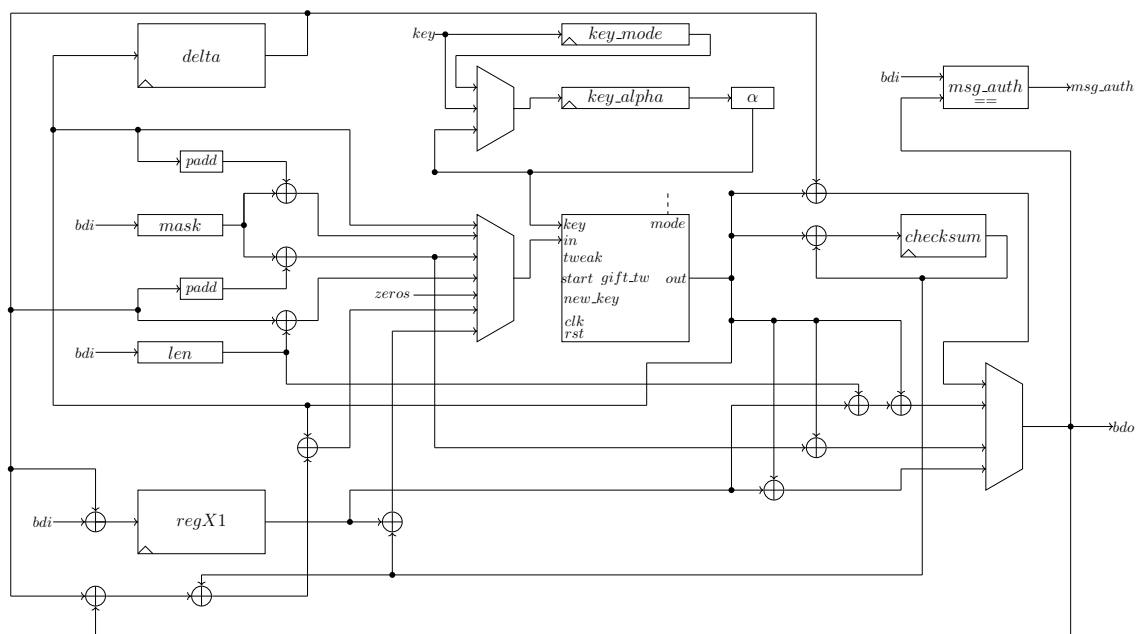 key
key_mode
delta
bdi
msg_auth
==
msg_auth
key_alpha
α
padd
bdi
mask
key
mode
in
tweak
start
gift_tw
out
new_key
clk
rst
checksum
padd
zeros
bdi
len
bdo
bdi
regX1